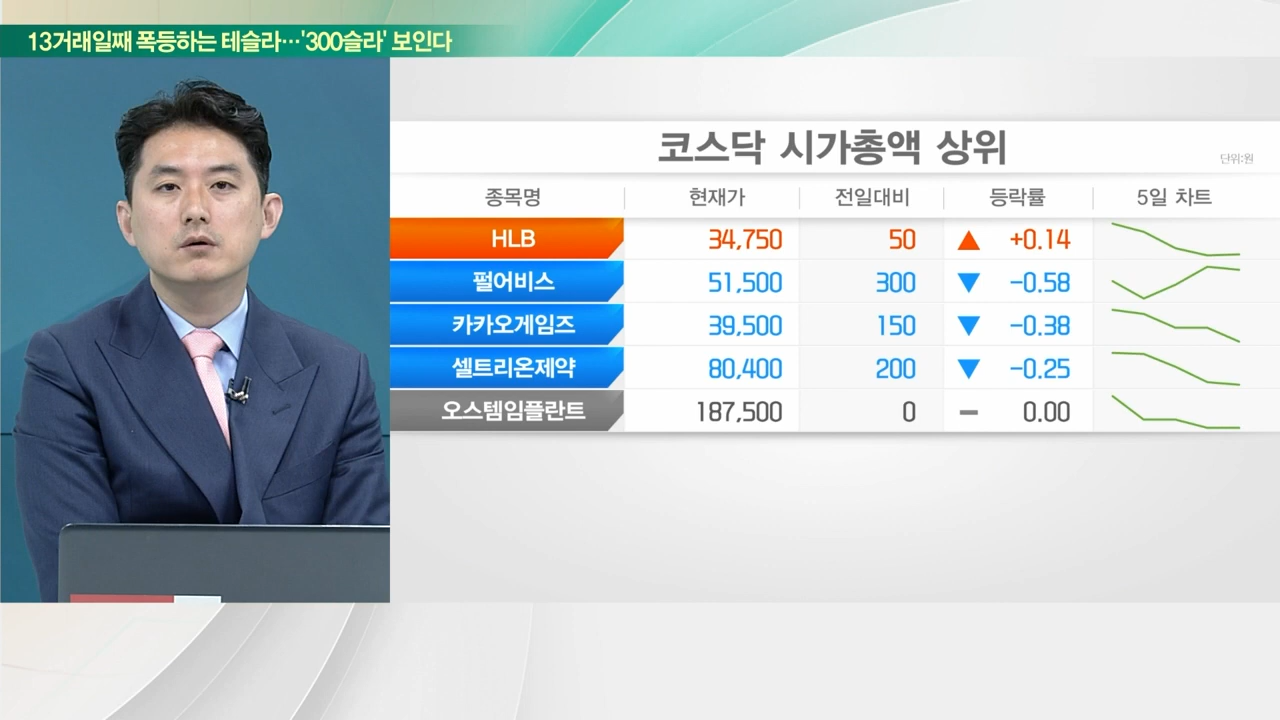 13거래일째 폭등하는 테슬라…'300슬라' 보인다
코스닥 시가총액 상위
단위:원
종목명 현재가 전일대비 등락률 5일 차트
HLB 34,750 50 ▲ +0.14
펄어비스 51,500 300 ▼ -0.58
카카오게임즈 39,500 150 ▼ -0.38
셀트리온제약 80,400 200 ▼ -0.25
오스템임플란트 187,500 0 - 0.00